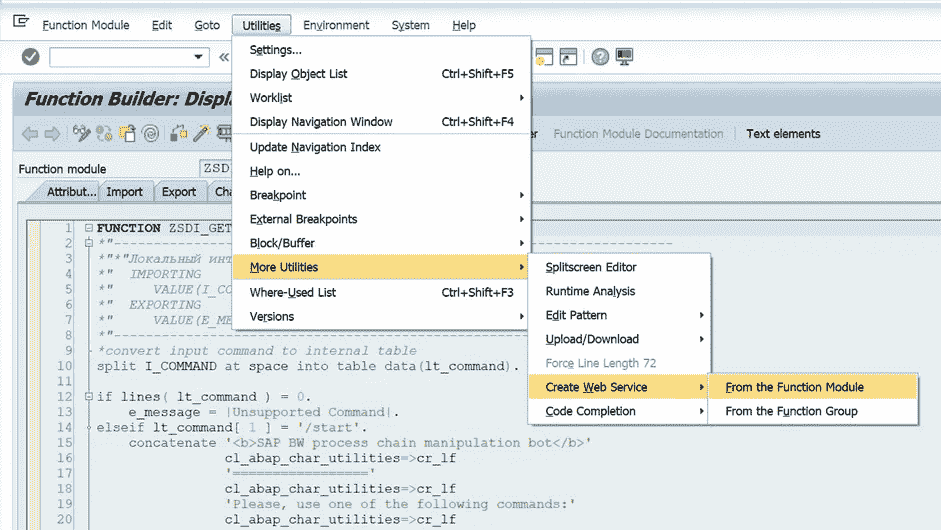 Function Module Edit Goto Utilities Environment System Help
Function Builder: Displ
Function Module Documentation Text elements
Function module ZSD
Attribut... Import Export
Settings...
Display Object List Ctrl+Shift+F5
Worklist
Display Navigation Window Ctrl+Shift+F4
Update Navigation Index
Help on...
Breakpoint
External Breakpoints
Block/Buffer
More Utilities
Where-Used List Ctrl+Shift+F3
Versions
Splitscreen Editor
Runtime Analysis
Edit Pattern
Upload/Download
Force Line Length 72
Create Web Service
Code Completion
From the Function Module
From the Function Group
1 FUNCTION ZSDI_GET
2 *"----------------------------------------------------------------------
3 *"*"Локальный инт
4 *" IMPORTING
5 *" VALUE(I_CO
6 *" EXPORTING
7 *" VALUE(E_ME
8 *"----------------------------------------------------------------------
9 *convert input command to internal table
10 split I_COMMAND at space into table data(lt_command).
11
12 if lines( lt_command ) = 0.
13 e_message = |Unsupported Command|.
14 elseif lt_command[ 1 ] = '/start'.
15 concatenate '<b>SAP BW process chain manipulation bot</b>'
16 cl_abap_char_utilities=>cr_lf
17 '=================='
18 cl_abap_char_utilities=>cr_lf
19 'Please, use one of the following commands:'
20 cl_abap_char_utilities=>cr_lf